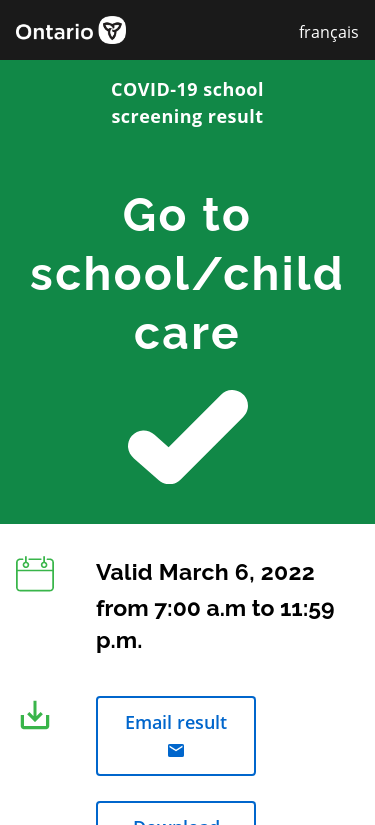 Ontario
français
COVID-19 school
screening result
Go to
school/child
care
Valid March 6, 2022
from 7:00 a.m to 11:59
p.m.
Email result
Download